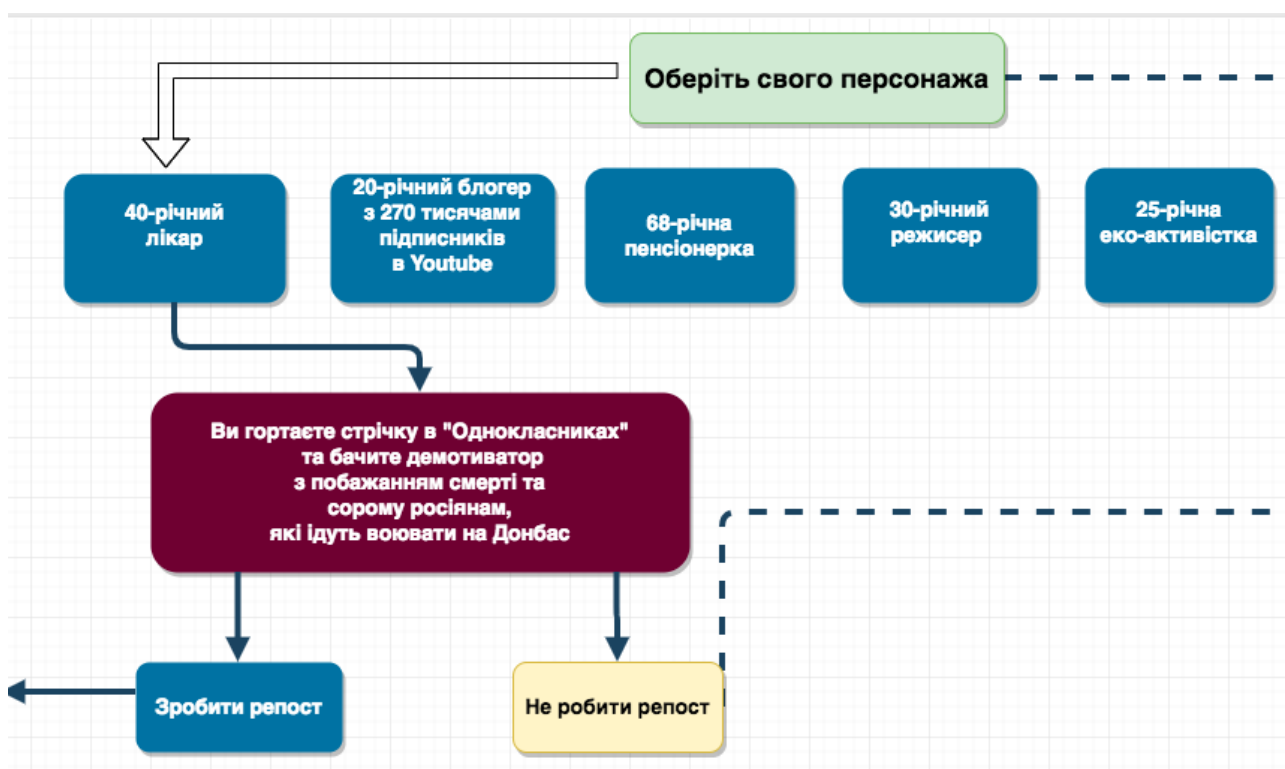 Оберіть свого персонажа
40-річний
лікар
20-річний блогер
з 270 тисячами
підписників
в Youtube
68-річна
пенсіонерка
30-річний
режисер
25-річна
еко-активістка
Ви гортаєте стрічку в "Однокласниках"
та бачите демотиватор
з побажанням смерті та
сорому росіянам,
які ідуть воювати на Донбас
Зробити репост
Не робити репост